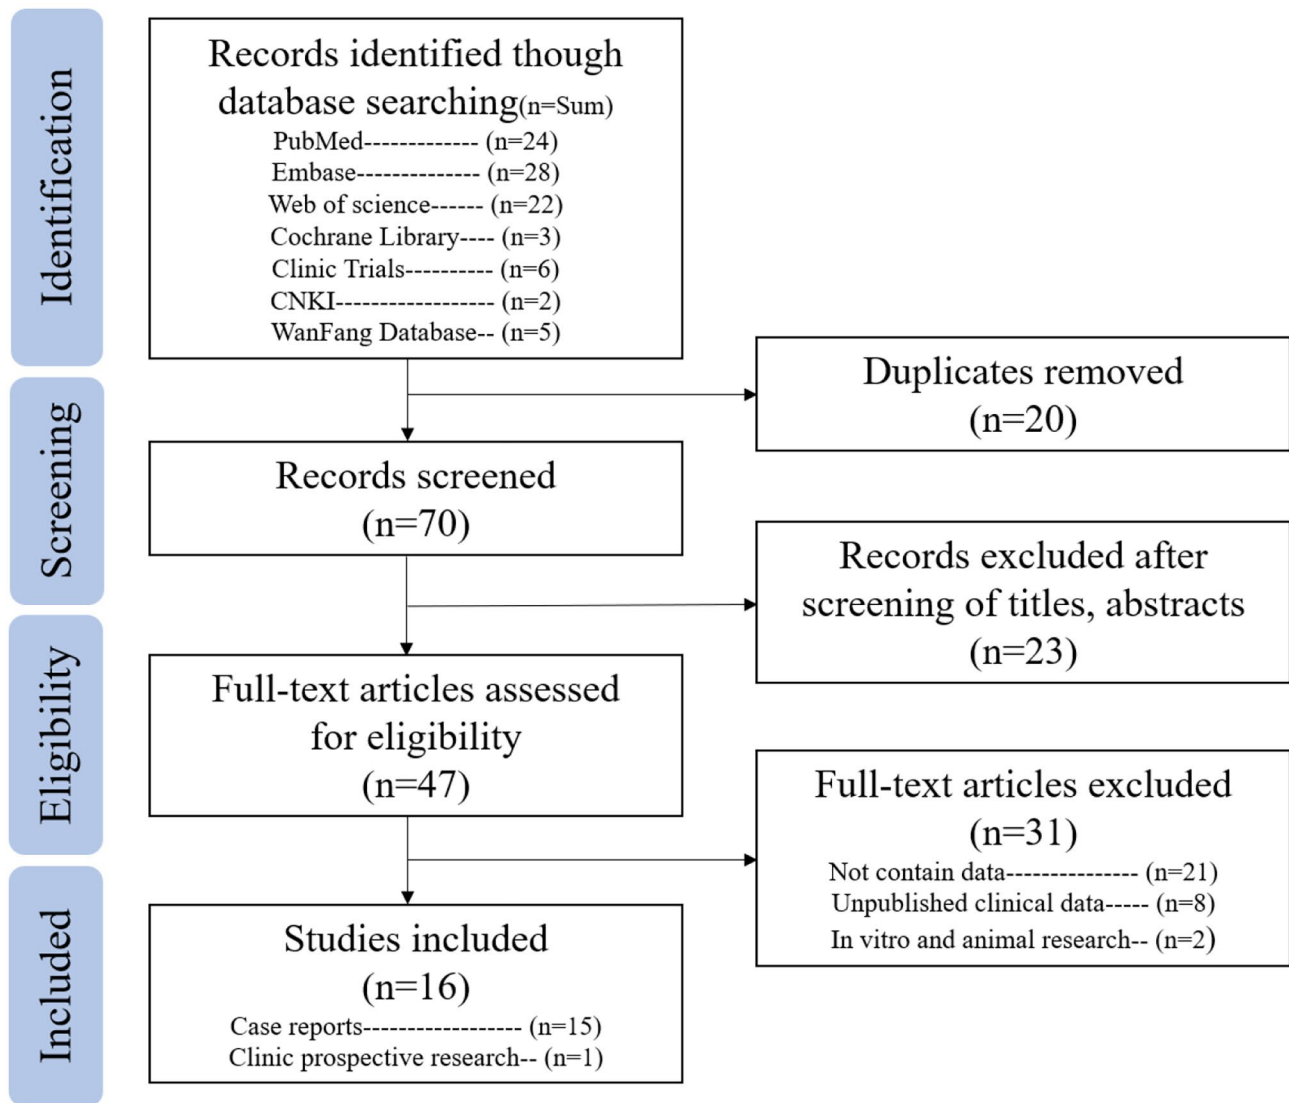 Identification
Records identified though
database searching(n=Sum)
PubMed------------- (n=24)
Embase-------------- (n=28)
Web of science------ (n=22)
Cochrane Library---- (n=3)
Clinic Trials---------- (n=6)
CNKI------------------ (n=2)
WanFang Database-- (n=5)
Duplicates removed
(n=20)
Screening
Records screened
(n=70)
Records excluded after
screening of titles, abstracts
(n=23)
Eligibility
Full-text articles assessed
for eligibility
(n=47)
Full-text articles excluded
(n=31)
Not contain data--------------- (n=21)
Unpublished clinical data----- (n=8)
In vitro and animal research-- (n=2)
Included
Studies included
(n=16)
Case reports------------------ (n=15)
Clinic prospective research-- (n=1)